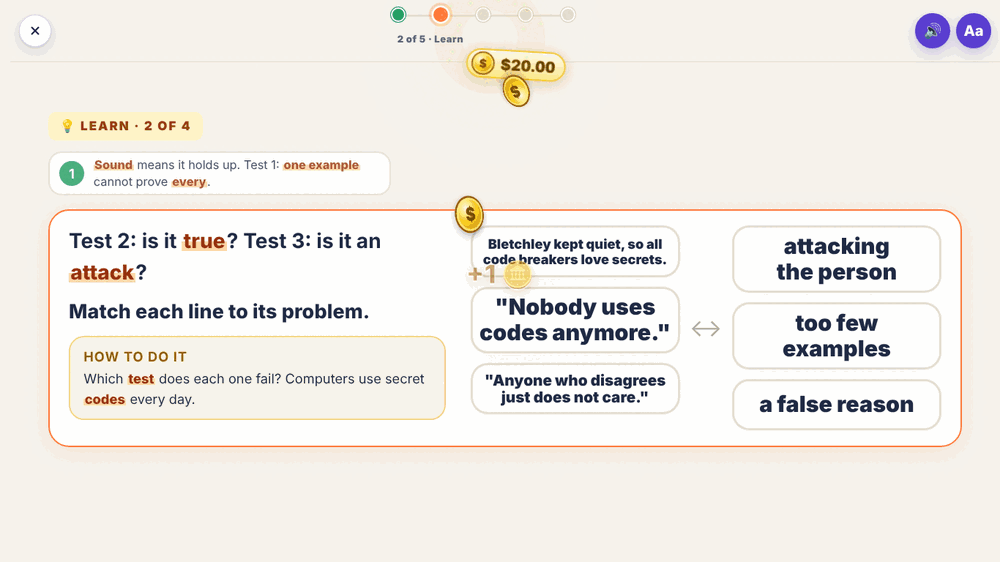 2 of 5 · Learn
Aa
$ $20.00
$
💡 LEARN · 2 OF 4
1
Sound means it holds up. Test 1: one example
cannot prove every.
$
Test 2: is it true? Test 3: is it an
attack?
Match each line to its problem.
HOW TO DO IT
Which test does each one fail? Computers use secret
codes every day.
Bletchley kept quiet, so all
code breakers love secrets.
+1
"Nobody uses
codes anymore."
"Anyone who disagrees
just does not care."
attacking
the person
too few
examples
a false reason